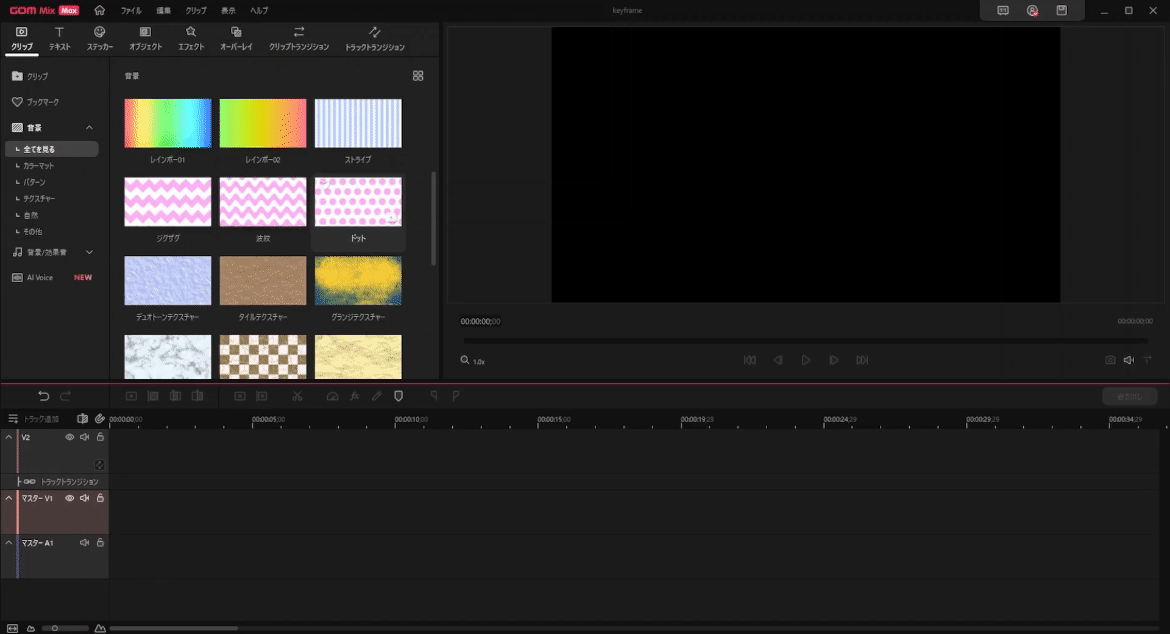 GOM Mix Max ファイル 編集 クリップ 表示 ヘルプ keyframe
クリップ テキスト ステッカー オブジェクト エフェクト オーバーレイ クリップトランジション トラックトランジション
クリップ
ブックマーク
背景
全てを見る
カラーマット
パターン
テクスチャー
自然
その他
背景/効果音
AI Voice NEW
背景
レインボー01 レインボー02 ストライプ
ジグザグ 波紋 ドット
デュオトーンテクスチャー タイルテクスチャー グランジテクスチャー
00:00:00;00 00:00:00;00
1.0x
書き出し
トラック追加 00:00:00;00 00:00:05;00 00:00:10;00 00:00:15;00 00:00:19;29 00:00:24;29 00:00:29;29 00:00:34;29
V2
トラックトランジション
マスター V1
マスター A1